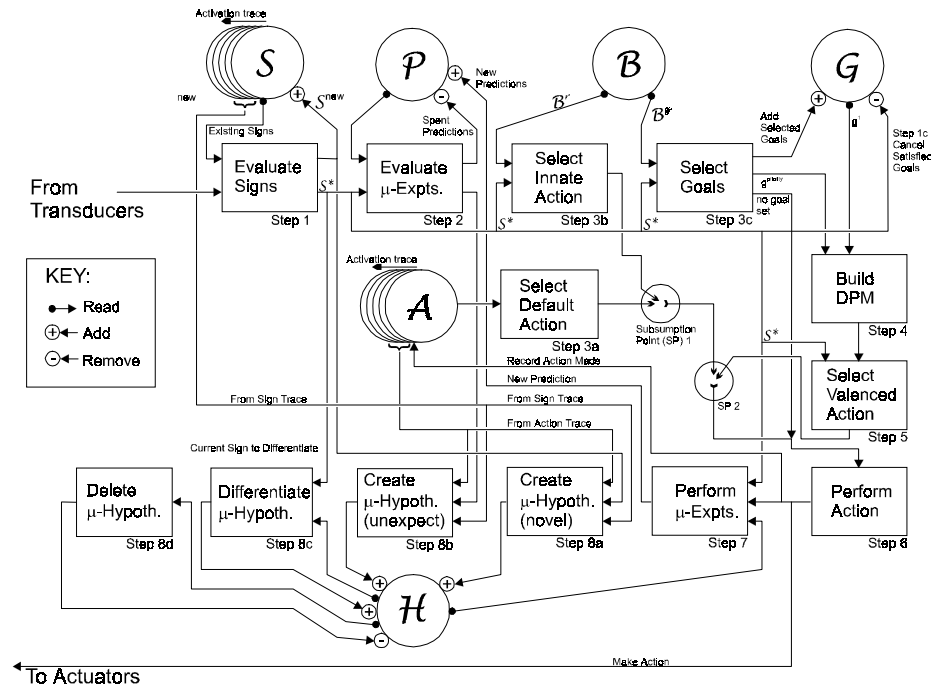 Activation trace
S
P
B
G
new
S new
New
Predictions
Spent
Predictions
Existing Signs
Bʳ
Bᵍʳ
Add
Selected
Goals
g¹
Step 1c
Cancel
Satisfied
Goals
From
Transducers
Evaluate
Signs
Step 1
S*
Evaluate
µ-Expts.
Step 2
Select
Innate
Action
Step 3b
S*
Select
Goals
Step 3c
S*
no goal
set
KEY:
Read
Add
Remove
Activation trace
A
Select
Default
Action
Step 3a
Subsumption
Point (SP) 1
Build
DPM
Step 4
S*
SP 2
Select
Valenced
Action
Step 5
Record Action Made
New Prediction
From Sign Trace
From Sign Trace
From Action Trace
Current Sign to Differentiate
Delete
µ-Hypoth.
Step 8d
Differentiate
µ-Hypoth.
Step 8c
Create
µ-Hypoth.
(unexpect)
Step 8b
Create
µ-Hypoth.
(novel)
Step 8a
Perform
µ-Expts.
Step 7
Perform
Action
Step 6
H
Make Action
To Actuators